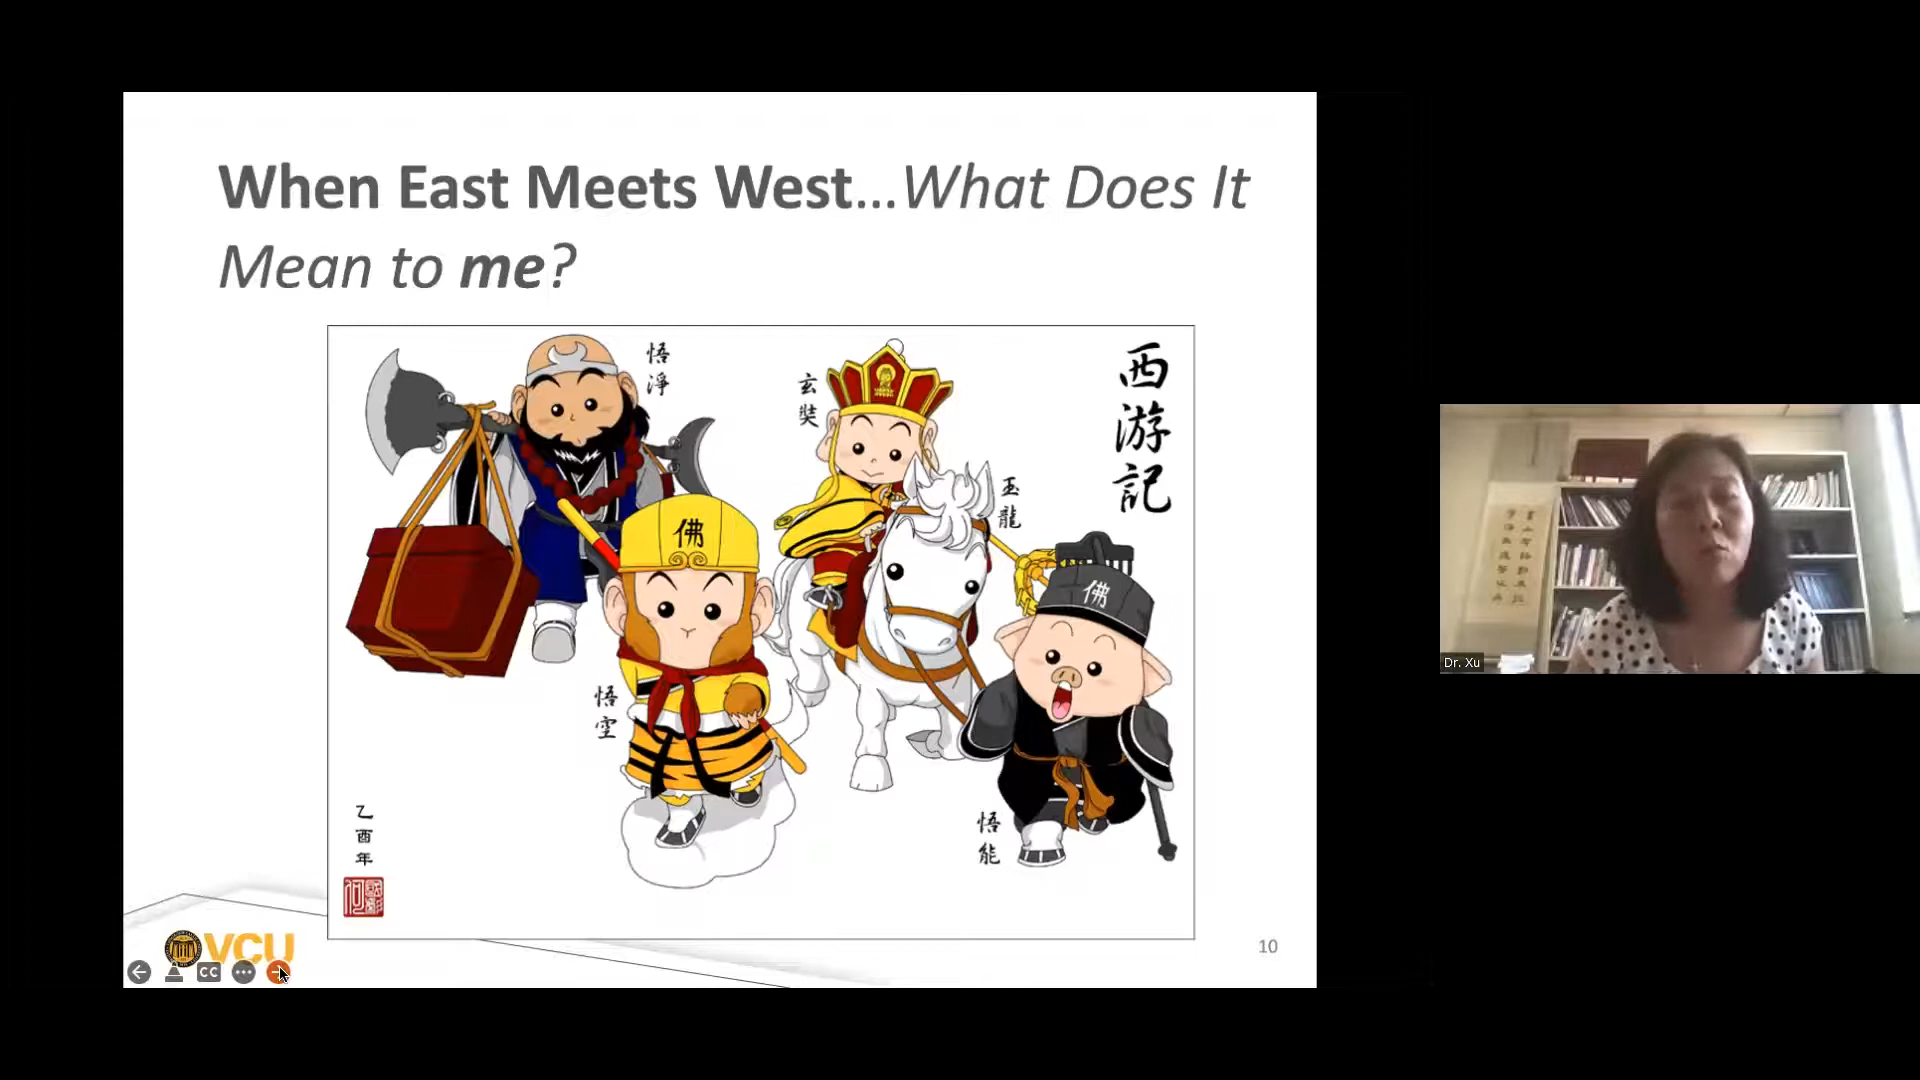 When East Meets West...What Does It
Mean to me?
西游記
悟淨
玄奘
玉龍
佛
佛
悟空
悟能
乙酉年
VCU
CC
10
Dr. Xu